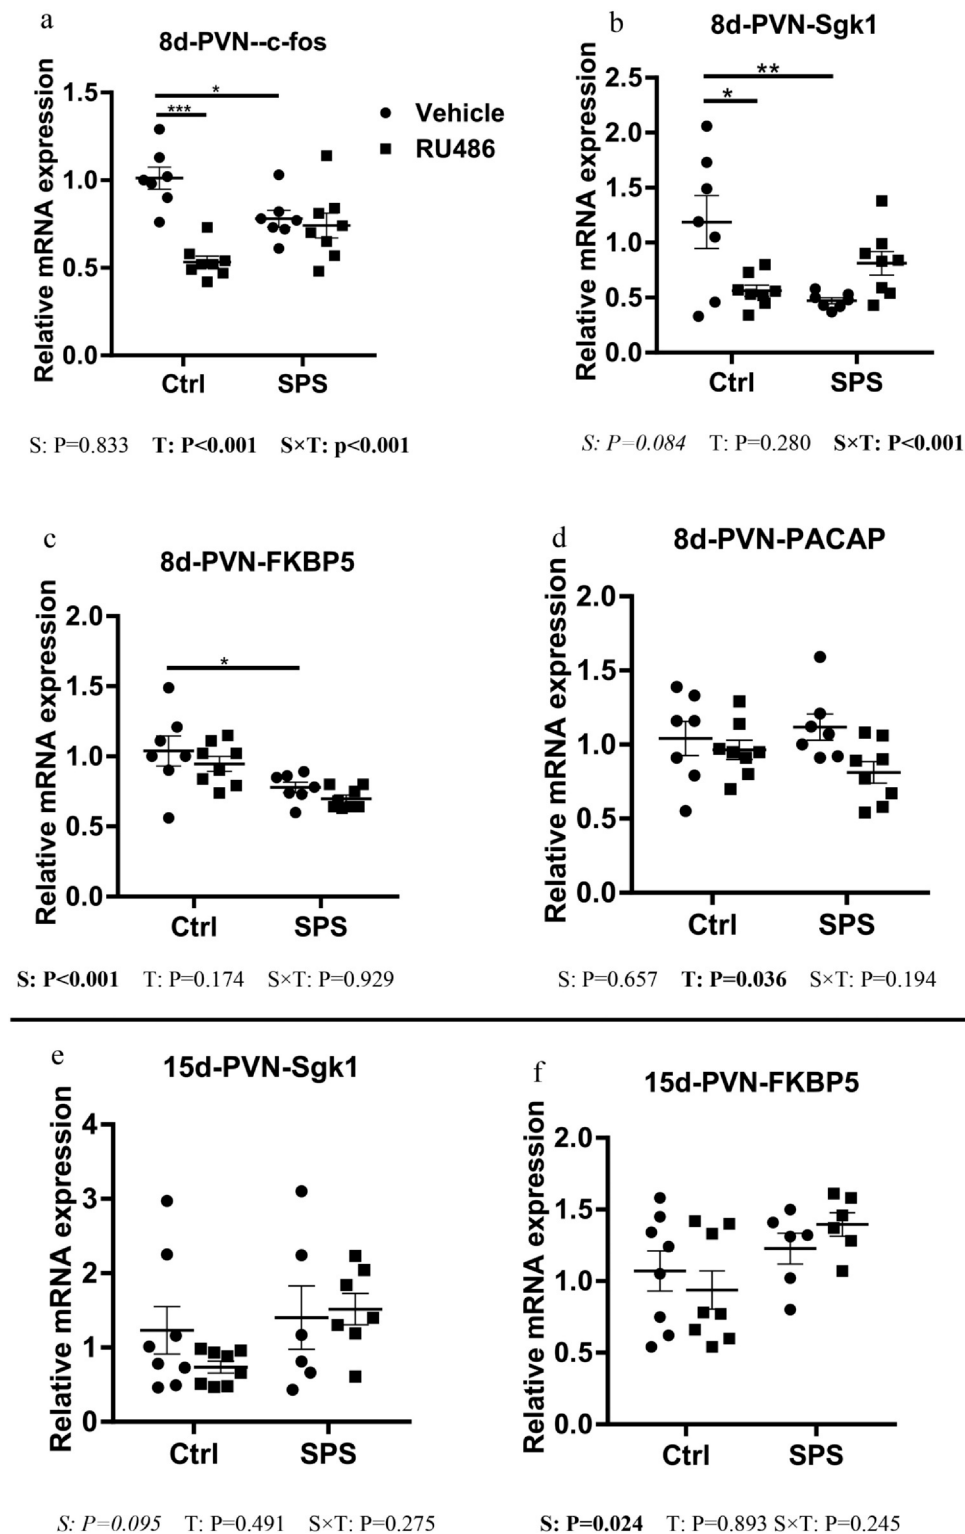 a
8d-PVN--c-fos
Relative mRNA expression
1.5
1.0
0.5
0.0
*
***
Vehicle
RU486
Ctrl
SPS
S: P=0.833 T: P<0.001 S×T: p<0.001
b
8d-PVN-Sgk1
Relative mRNA expression
2.5
2.0
1.5
1.0
0.5
0.0
**
*
Ctrl
SPS
S: P=0.084 T: P=0.280 S×T: P<0.001
c
8d-PVN-FKBP5
Relative mRNA expression
2.0
1.5
1.0
0.5
0.0
*
Ctrl
SPS
S: P<0.001 T: P=0.174 S×T: P=0.929
d
8d-PVN-PACAP
Relative mRNA expression
2.0
1.5
1.0
0.5
0.0
Ctrl
SPS
S: P=0.657 T: P=0.036 S×T: P=0.194
e
15d-PVN-Sgk1
Relative mRNA expression
4
3
2
1
0
Ctrl
SPS
S: P=0.095 T: P=0.491 S×T: P=0.275
f
15d-PVN-FKBP5
Relative mRNA expression
2.0
1.5
1.0
0.5
0.0
Ctrl
SPS
S: P=0.024 T: P=0.893 S×T: P=0.245